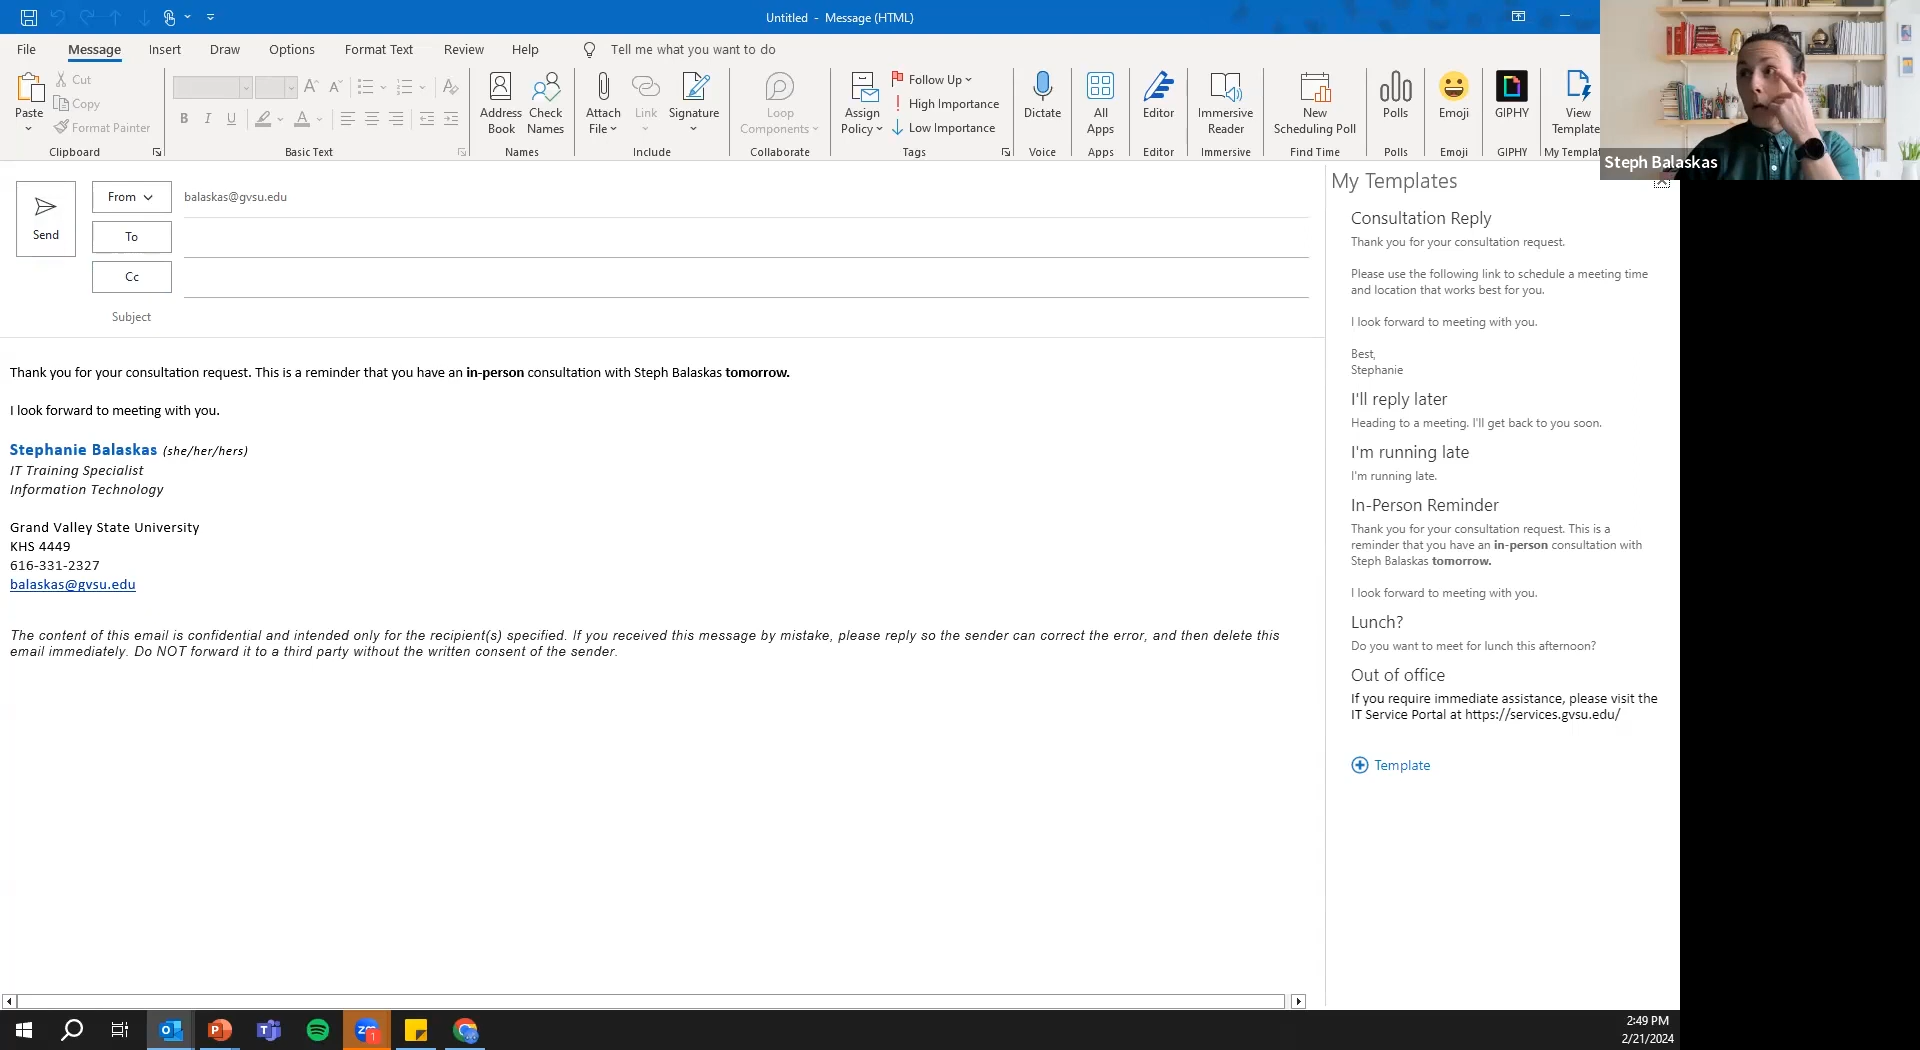 Untitled - Message (HTML)
File Message Insert Draw Options Format Text Review Help Tell me what you want to do
Paste
Cut
Copy
Format Painter
Clipboard
Basic Text
Address Book
Check Names
Names
Attach File
Link
Signature
Include
Loop Components
Collaborate
Assign Policy
Follow Up
High Importance
Low Importance
Tags
Dictate
Voice
All Apps
Apps
Editor
Editor
Immersive Reader
Immersive
New Scheduling Poll
Find Time
Polls
Polls
Emoji
Emoji
GIPHY
GIPHY
View Template
My Templa
Steph Balaskas
Send
From balaskas@gvsu.edu
To
Cc
Subject
Thank you for your consultation request. This is a reminder that you have an in-person consultation with Steph Balaskas tomorrow.
I look forward to meeting with you.
Stephanie Balaskas (she/her/hers)
IT Training Specialist
Information Technology
Grand Valley State University
KHS 4449
616-331-2327
balaskas@gvsu.edu
The content of this email is confidential and intended only for the recipient(s) specified. If you received this message by mistake, please reply so the sender can correct the error, and then delete this
email immediately. Do NOT forward it to a third party without the written consent of the sender.
My Templates
Consultation Reply
Thank you for your consultation request.
Please use the following link to schedule a meeting time
and location that works best for you.
I look forward to meeting with you.
Best,
Stephanie
I'll reply later
Heading to a meeting. I'll get back to you soon.
I'm running late
I'm running late.
In-Person Reminder
Thank you for your consultation request. This is a
reminder that you have an in-person consultation with
Steph Balaskas tomorrow.
I look forward to meeting with you.
Lunch?
Do you want to meet for lunch this afternoon?
Out of office
If you require immediate assistance, please visit the
IT Service Portal at https://services.gvsu.edu/
Template
2:49 PM
2/21/2024